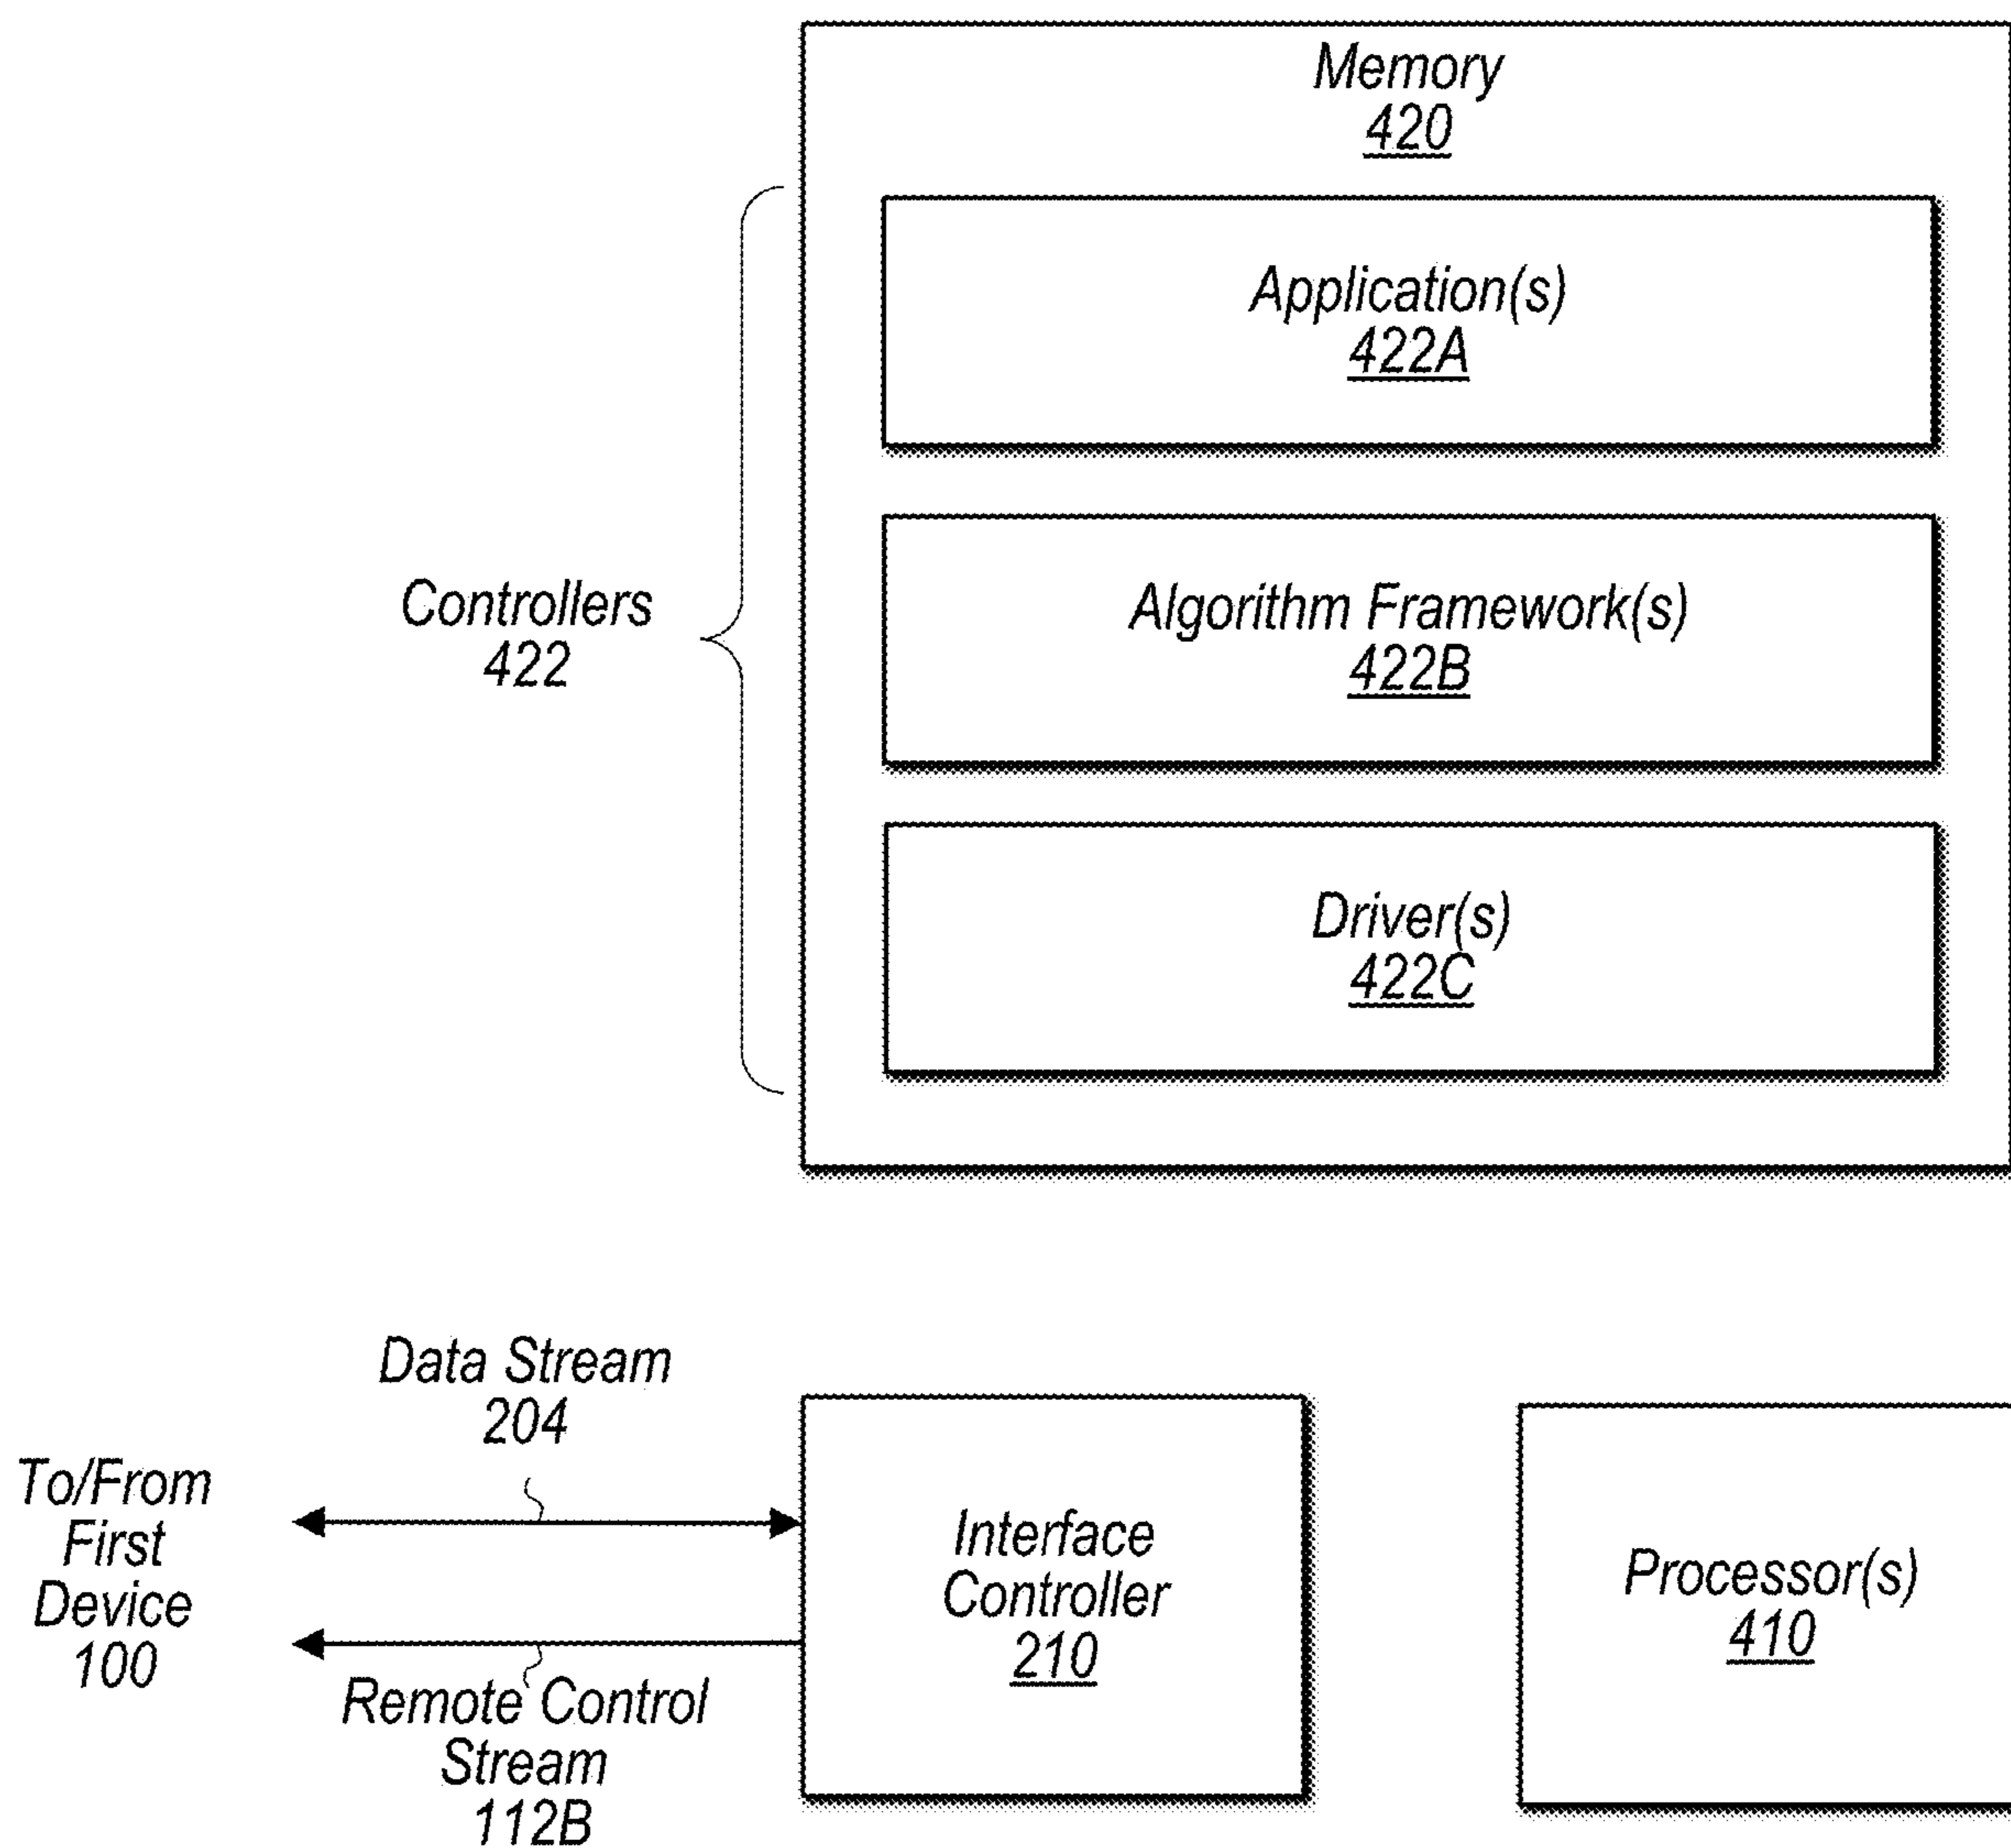 Memory
420
Application(s)
422A
Algorithm Framework(s)
422B
Controllers
422
Driver(s)
422C
Data Stream
204
To/From
First
Device
100
Remote Control
Stream
112B
Interface
Controller
210
Processor(s)
410